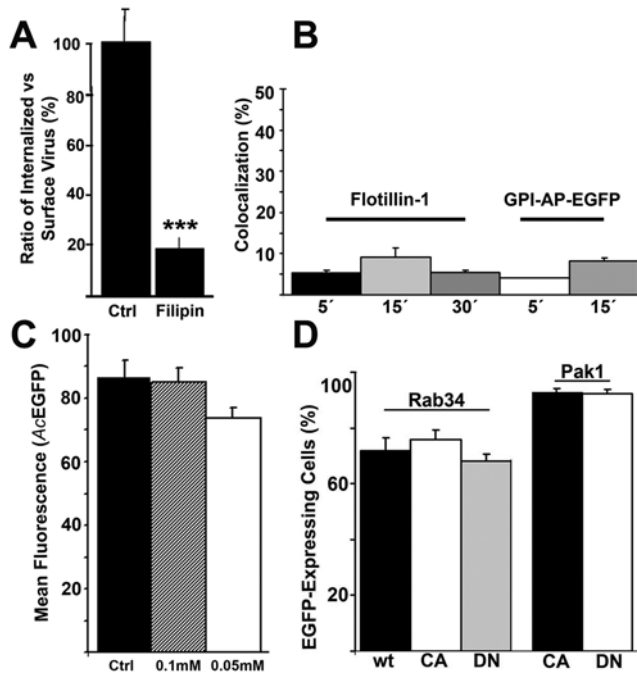 A
Ratio of Internalized vs
Surface Virus (%)
100
80
60
40
20
***
Ctrl Filipin
B
Colocalization (%)
50
40
30
20
10
Flotillin-1 GPI-AP-EGFP
5´ 15´ 30´ 5´ 15´
C
Mean Fluorescence (AcEGFP)
100
80
60
40
20
Ctrl 0.1mM 0.05mM
D
EGFP-Expressing Cells (%)
100
60
20
Rab34
Pak1
wt CA DN CA DN